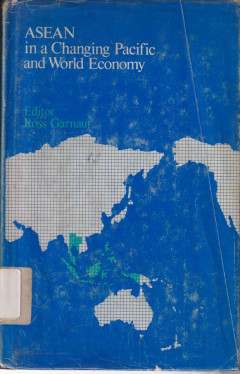 ASEAN
in a Changing Pacific
and World Economy
Editor
Ross Garnaut